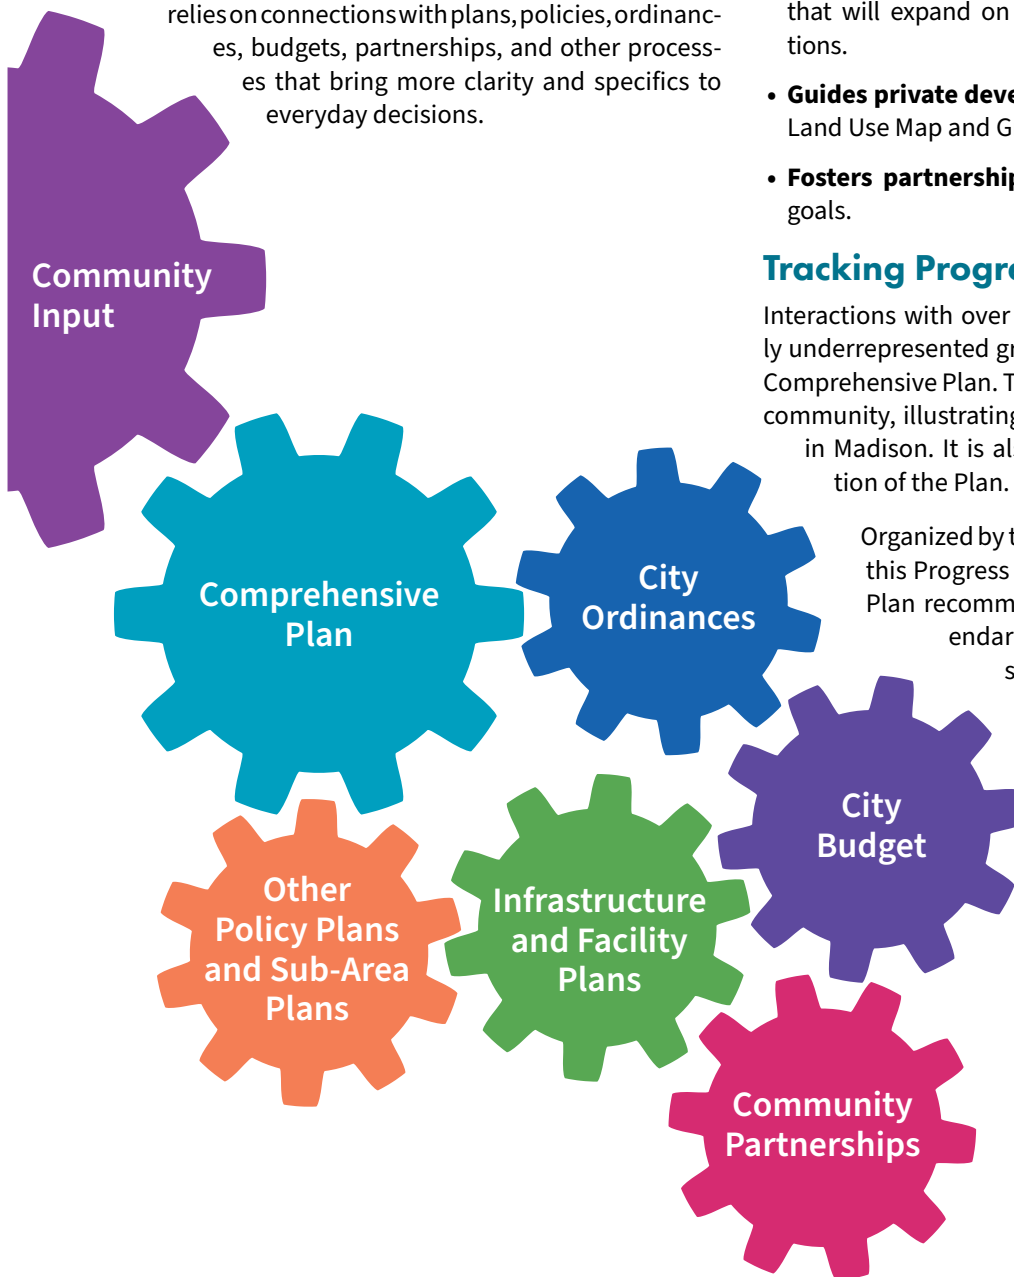 relies on connections with plans, policies, ordinanc-
es, budgets, partnerships, and other process-
es that bring more clarity and specifics to
everyday decisions.
that will expand on
tions.
• Guides private deve
Land Use Map and G
• Fosters partnership
goals.
Tracking Progre
Interactions with over
ly underrepresented gr
Comprehensive Plan. T
community, illustrating
in Madison. It is als
tion of the Plan.
Organized by t
this Progress
Plan recomm
endar
s
Community
Input
Comprehensive
Plan
City
Ordinances
City
Budget
Other
Policy Plans
and Sub-Area
Plans
Infrastructure
and Facility
Plans
Community
Partnerships